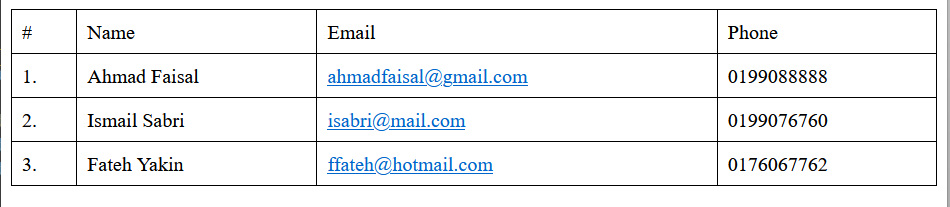 # Name Email Phone
1. Ahmad Faisal ahmadfaisal@gmail.com 0199088888
2. Ismail Sabri isabri@mail.com 0199076760
3. Fateh Yakin ffateh@hotmail.com 0176067762